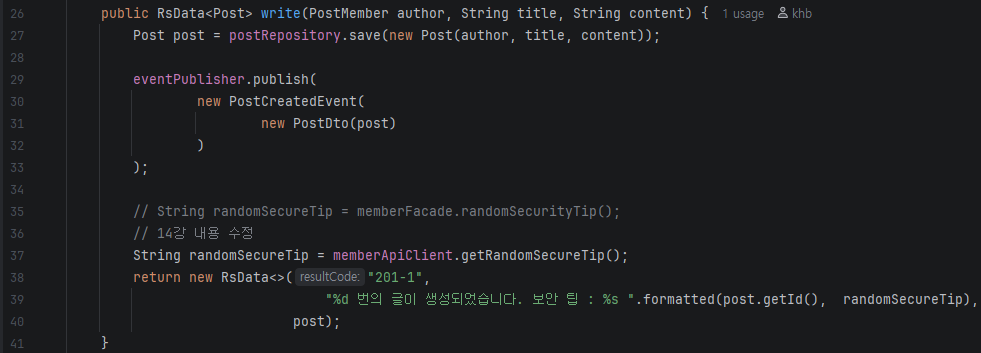 26 public RsData<Post> write(PostMember author, String title, String content) { 1 usage khb
27 Post post = postRepository.save(new Post(author, title, content));
28
29 eventPublisher.publish(
30 new PostCreatedEvent(
31 new PostDto(post)
32 )
33 );
34
35 // String randomSecureTip = memberFacade.randomSecurityTip();
36 // 14강 내용 수정
37 String randomSecureTip = memberApiClient.getRandomSecureTip();
38 return new RsData<>( resultCode: "201-1",
39 "%d 번의 글이 생성되었습니다. 보안 팁 : %s ".formatted(post.getId(),  randomSecureTip),
40 post);
41 }